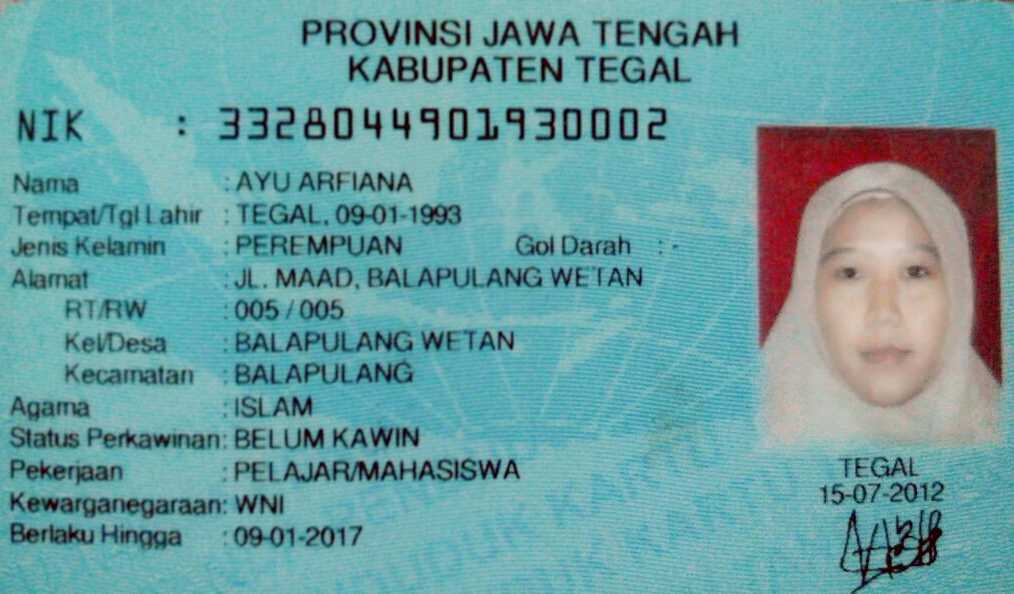 PROVINSI JAWA TENGAH
KABUPATEN TEGAL
NIK : 3328044901930002
Nama : AYU ARFIANA
Tempat/Tgl Lahir : TEGAL, 09-01-1993
Jenis Kelamin : PEREMPUAN Gol Darah : -
Alamat : JL. MAAD, BALAPULANG WETAN
RT/RW : 005 / 005
Kel/Desa : BALAPULANG WETAN
Kecamatan : BALAPULANG
Agama : ISLAM
Status Perkawinan: BELUM KAWIN
Pekerjaan : PELAJAR/MAHASISWA
Kewarganegaraan: WNI
Berlaku Hingga : 09-01-2017
TEGAL
15-07-2012